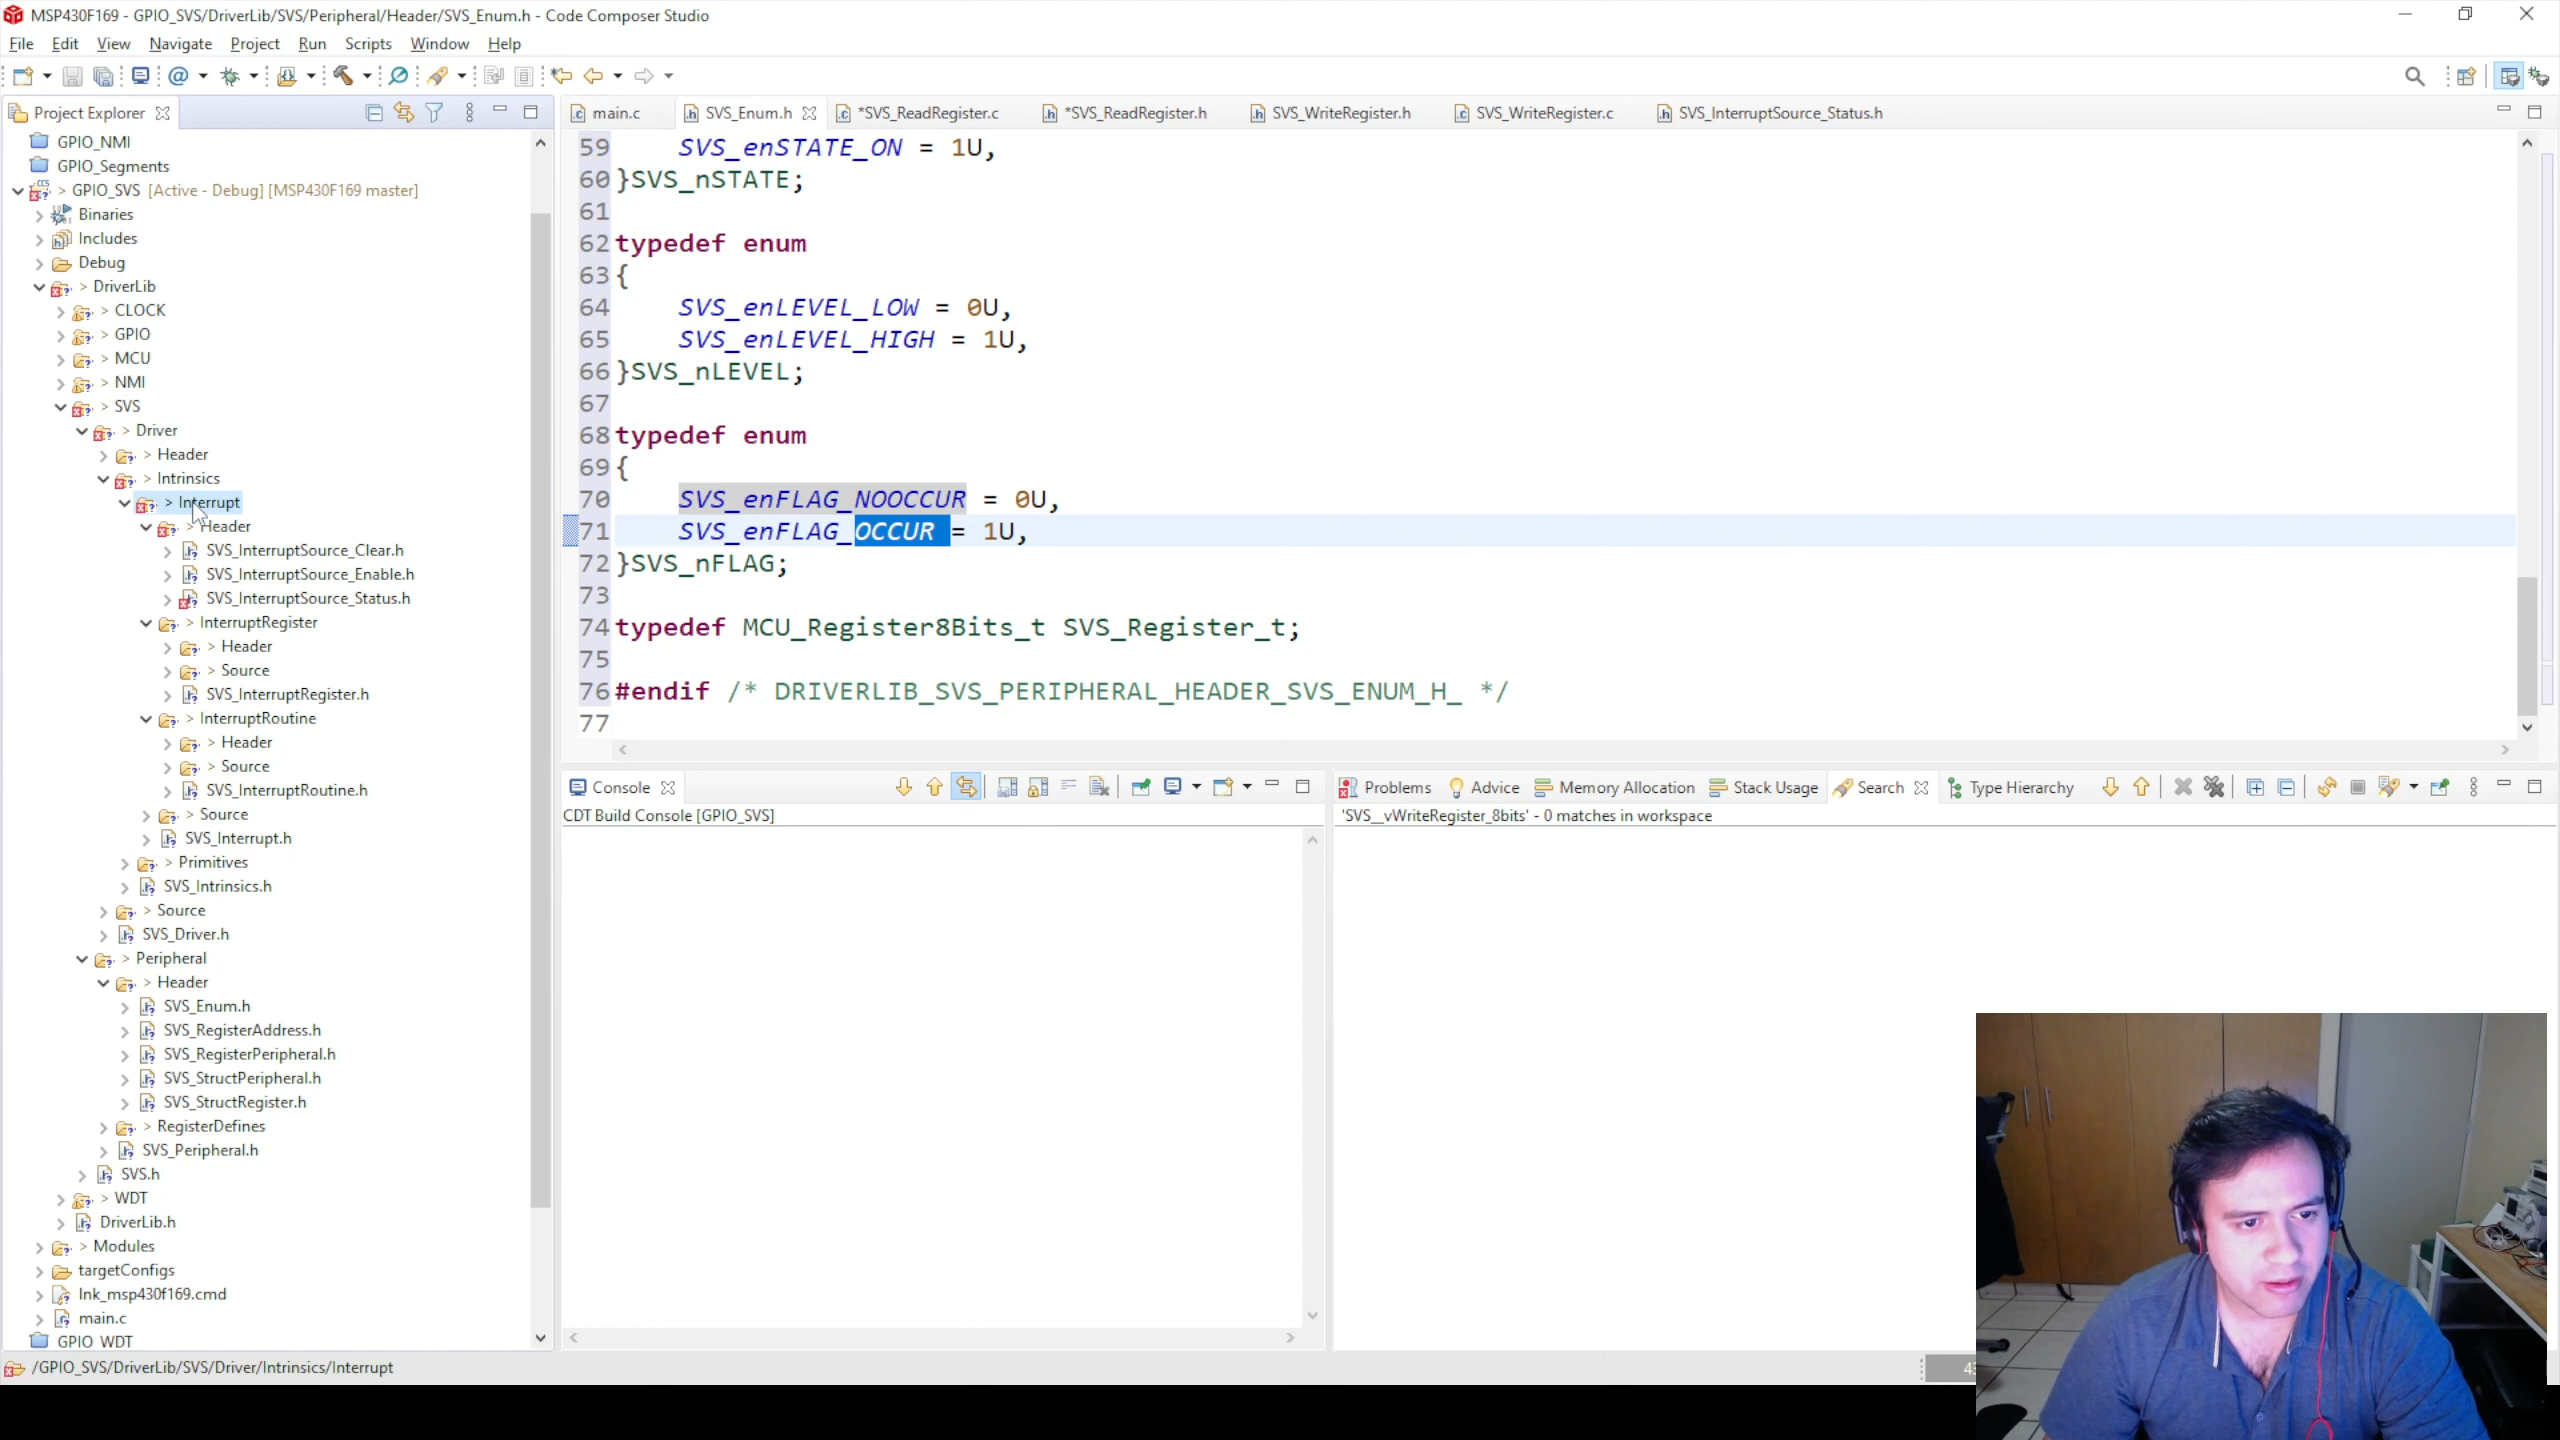 MSP430F169 - GPIO_SVS/DriverLib/SVS/Peripheral/Header/SVS_Enum.h - Code Composer Studio
File Edit View Navigate Project Run Scripts Window Help
Project Explorer
GPIO_NMI
GPIO_Segments
> GPIO_SVS [Active - Debug] [MSP430F169 master]
Binaries
Includes
Debug
> DriverLib
> CLOCK
> GPIO
> MCU
> NMI
> SVS
> Driver
> Header
> Intrinsics
> Interrupt
> Header
SVS_InterruptSource_Clear.h
SVS_InterruptSource_Enable.h
SVS_InterruptSource_Status.h
> InterruptRegister
> Header
> Source
SVS_InterruptRegister.h
> InterruptRoutine
> Header
> Source
SVS_InterruptRoutine.h
> Source
SVS_Interrupt.h
> Primitives
SVS_Intrinsics.h
> Source
SVS_Driver.h
> Peripheral
> Header
SVS_Enum.h
SVS_RegisterAddress.h
SVS_RegisterPeripheral.h
SVS_StructPeripheral.h
SVS_StructRegister.h
> RegisterDefines
SVS_Peripheral.h
SVS.h
> WDT
DriverLib.h
> Modules
targetConfigs
lnk_msp430f169.cmd
main.c
GPIO_WDT
main.c SVS_Enum.h *SVS_ReadRegister.c *SVS_ReadRegister.h SVS_WriteRegister.h SVS_WriteRegister.c SVS_InterruptSource_Status.h
59 SVS_enSTATE_ON = 1U,
60 }SVS_nSTATE;
61
62 typedef enum
63 {
64 SVS_enLEVEL_LOW = 0U,
65 SVS_enLEVEL_HIGH = 1U,
66 }SVS_nLEVEL;
67
68 typedef enum
69 {
70 SVS_enFLAG_NOOCCUR = 0U,
71 SVS_enFLAG_OCCUR = 1U,
72 }SVS_nFLAG;
73
74 typedef MCU_Register8Bits_t SVS_Register_t;
75
76 #endif /* DRIVERLIB_SVS_PERIPHERAL_HEADER_SVS_ENUM_H_ */
77
Console
CDT Build Console [GPIO_SVS]
Problems Advice Memory Allocation Stack Usage Search Type Hierarchy
'SVS__vWriteRegister_8bits' - 0 matches in workspace
/GPIO_SVS/DriverLib/SVS/Driver/Intrinsics/Interrupt